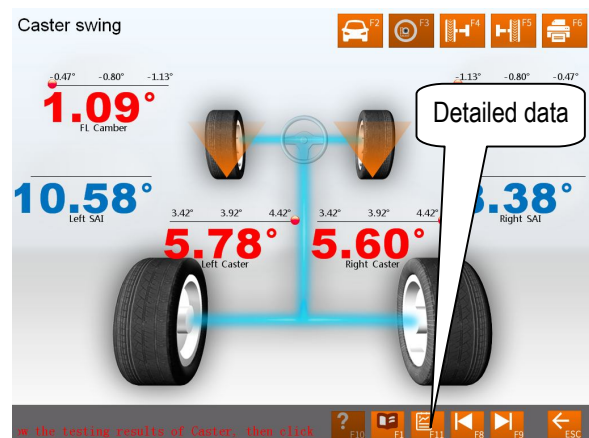 Caster swing
F2
F3
F4
F5
F6
-0.47° -0.80° -1.13°
-1.13° -0.80° -0.47°
1.09°
FL Camber
Detailed data
10.58°
Left SAI
.38°
Right SAI
3.42° 3.92° 4.42°
3.42° 3.92° 4.42°
5.78°
Left Caster
5.60°
Right Caster
ow the testing results of Caster, then click
?
F10
F1
F11
F8
F9
ESC